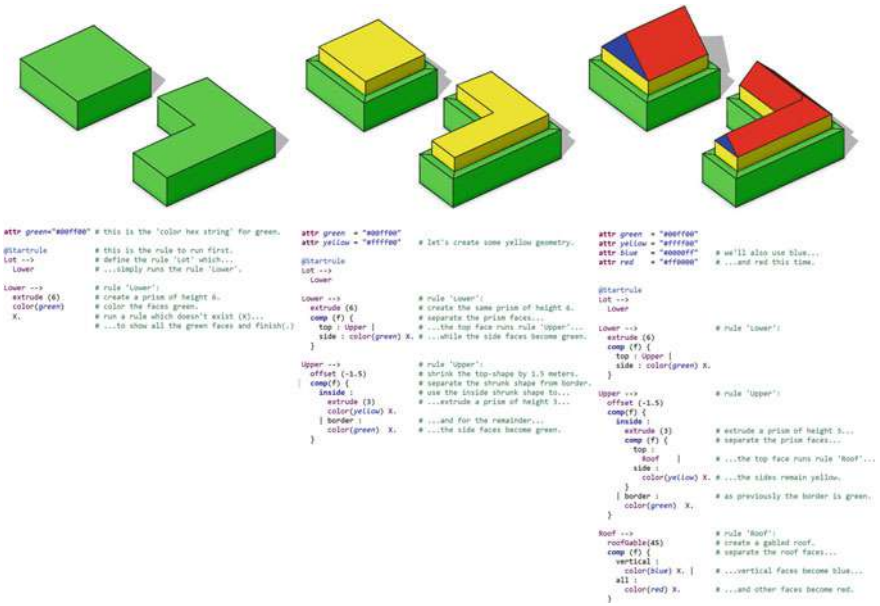 attr green="#00ff00" # this is the 'color hex string' for green.
@Startrule # this is the rule to run first.
Lot --> # define the rule 'Lot' which...
Lower # ...simply runs the rule 'Lower'.
Lower --> # rule 'Lower':
extrude (6) # create a prism of height 6.
color(green) # color the faces green.
X. # run a rule which doesn't exist (X)...
# ...to show all the green faces and finish(.)
attr green = "#00ff00"
attr yellow = "#ffff00" # let's create some yellow geometry.
@Startrule
Lot -->
Lower
Lower --> # rule 'Lower':
extrude (6) # create the same prism of height 6.
comp (f) { # separate the prism faces...
top : Upper | # ...the top face runs rule 'Upper'...
side : color(green) X. # ...while the side faces become green.
}
Upper --> # rule 'Upper':
offset (-1.5) # shrink the top-shape by 1.5 meters.
comp(f) { # separate the shrunk shape from border.
inside : # use the inside shrunk shape to...
extrude (3) # ...extrude a prism of height 3...
color(yellow) X.
| border : # ...and for the remainder...
color(green) X. # ...the side faces become green.
}
attr green = "#00ff00"
attr yellow = "#ffff00"
attr blue = "#0000ff" # we'll also use blue...
attr red = "#ff0000" # ...and red this time.
@Startrule
Lot -->
Lower
Lower --> # rule 'Lower':
extrude (6)
comp (f) {
top : Upper |
side : color(green) X.
}
Upper --> # rule 'Upper':
offset (-1.5)
comp(f) {
inside :
extrude (3) # extrude a prism of height 3...
comp (f) { # separate the prism faces...
top :
Roof | # ...the top face runs rule 'Roof'...
side :
color(yellow) X. # ...the sides remain yellow.
}
| border : # as previously the border is green.
color(green) X.
}
Roof --> # rule 'Roof':
roofGable(45) # create a gabled roof.
comp (f) { # separate the roof faces...
vertical :
color(blue) X. | # ...vertical faces become blue...
all :
color(red) X. # ...and other faces become red.
}